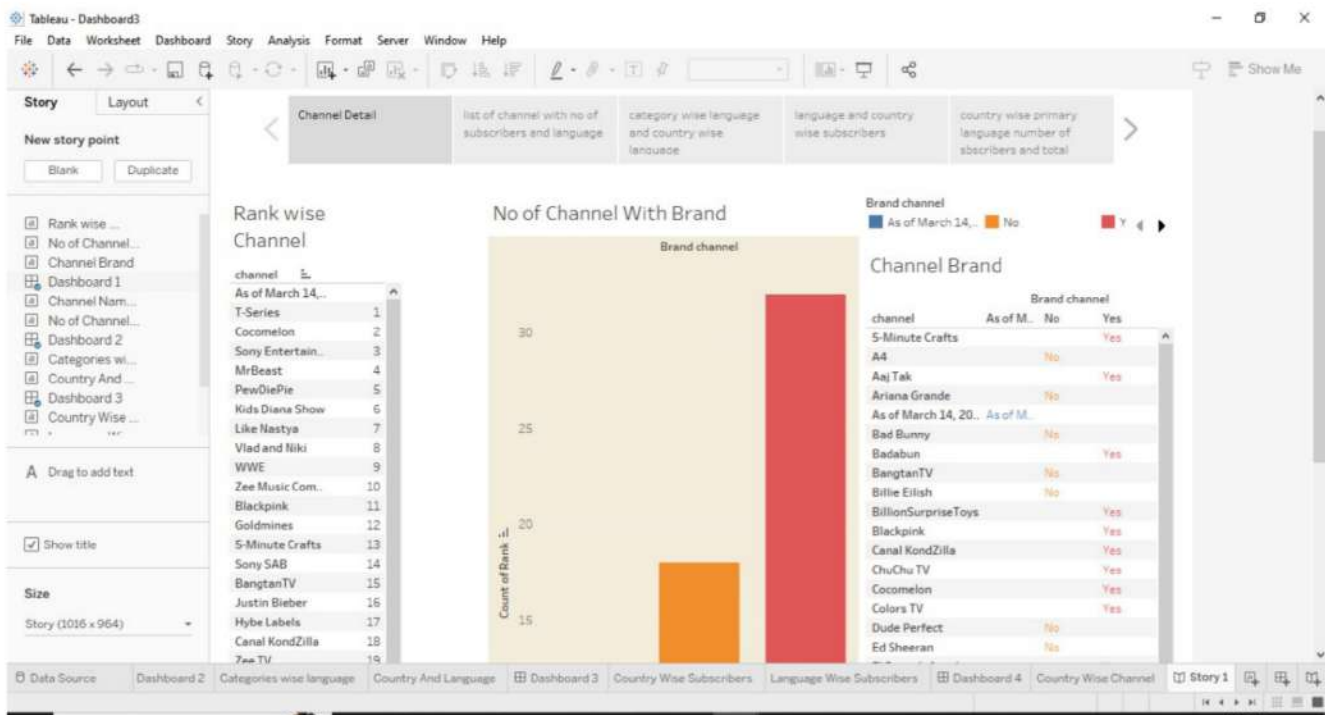 Tableau - Dashboard3
File Data Worksheet Dashboard Story Analysis Format Server Window Help
Show Me
Story Layout
New story point
Blank Duplicate
Rank wise ...
No of Channel...
Channel Brand
Dashboard 1
Channel Nam...
No of Channel...
Dashboard 2
Categories wi...
Country And ...
Dashboard 3
Country Wise ...
A Drag to add text
Show title
Size
Story (1016 x 964)
Channel Detail
list of channel with no of
subscribers and language
category wise language
and country wise
language and country
wise subscribers
country wise primary
language number of
sbscribers and total
Rank wise
Channel
channel
As of March 14,..
T-Series 1
Cocomelon 2
Sony Entertain.. 3
MrBeast 4
PewDiePie 5
Kids Diana Show 6
Like Nastya 7
Vlad and Niki 8
WWE 9
Zee Music Com.. 10
Blackpink 11
Goldmines 12
5-Minute Crafts 13
Sony SAB 14
BangtanTV 15
Justin Bieber 16
Hybe Labels 17
Canal KondZilla 18
Zee TV 19
No of Channel With Brand
Brand channel
30
25
20
15
Count of Rank
Brand channel
As of March 14,.. No Y
Channel Brand
Brand channel
channel As of M.. No Yes
5-Minute Crafts Yes
A4 No
Aaj Tak Yes
Ariana Grande No
As of March 14, 20.. As of M..
Bad Bunny No
Badabun Yes
BangtanTV No
Billie Eilish No
BillionSurpriseToys Yes
Blackpink Yes
Canal KondZilla Yes
ChuChu TV Yes
Cocomelon Yes
Colors TV Yes
Dude Perfect No
Ed Sheeran No
Data Source Dashboard 2 Categories wise language Country And Language Dashboard 3 Country Wise Subscribers Language Wise Subscribers Dashboard 4 Country Wise Channel Story 1